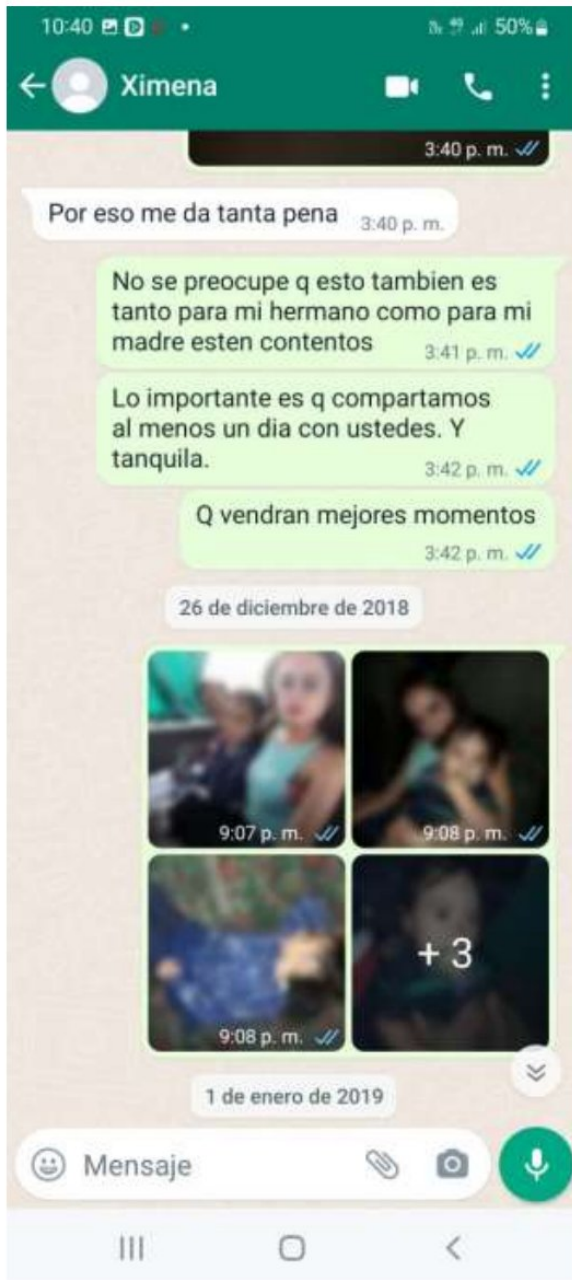 10:40
50%
Ximena
3:40 p. m.
Por eso me da tanta pena 3:40 p. m.
No se preocupe q esto tambien es
tanto para mi hermano como para mi
madre esten contentos 3:41 p. m.
Lo importante es q compartamos
al menos un dia con ustedes. Y
tanquila. 3:42 p. m.
Q vendran mejores momentos
3:42 p. m.
26 de diciembre de 2018
9:07 p. m. 9:08 p. m.
+ 3
9:08 p. m.
1 de enero de 2019
Mensaje